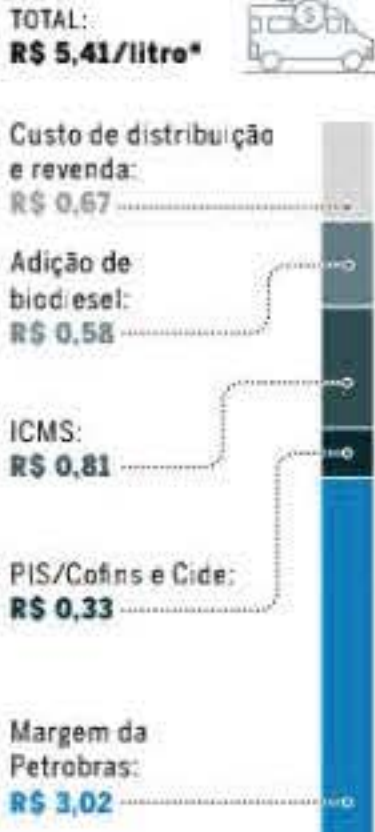 TOTAL:
R$ 5,41/litro*
$
Custo de distribuição
e revenda:
R$ 0,67
Adição de
biodiesel:
R$ 0,58
ICMS:
R$ 0,81
PIS/Cofins e Cide:
R$ 0,33
Margem da
Petrobras:
R$ 3,02